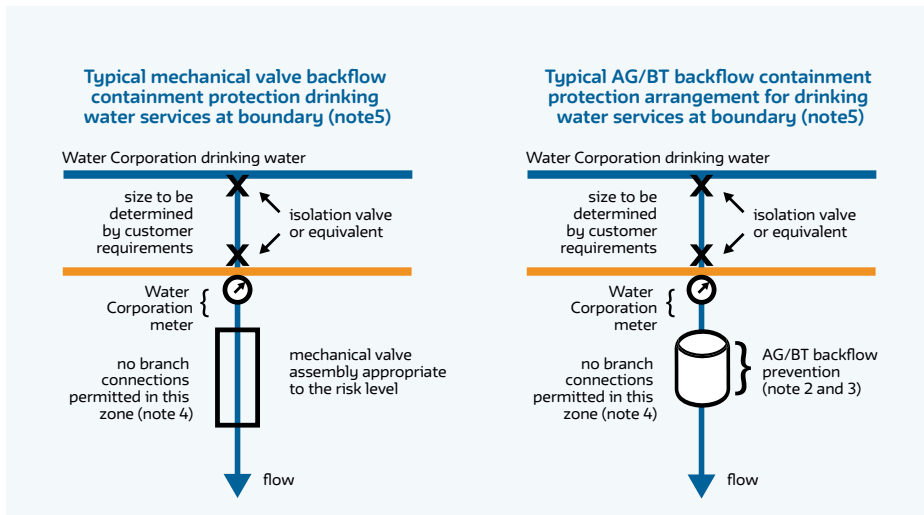 Typical mechanical valve backflow
containment protection drinking
water services at boundary (note5)
Water Corporation drinking water
size to be
determined
by customer
requirements
isolation valve
or equivalent
Water
Corporation
meter
no branch
connections
permitted in this
zone (note 4)
mechanical valve
assembly appropriate
to the risk level
flow
Typical AG/BT backflow containment
protection arrangement for drinking
water services at boundary (note5)
Water Corporation drinking water
size to be
determined
by customer
requirements
isolation valve
or equivalent
Water
Corporation
meter
no branch
connections
permitted in this
zone (note 4)
AG/BT backflow
prevention
(note 2 and 3)
flow